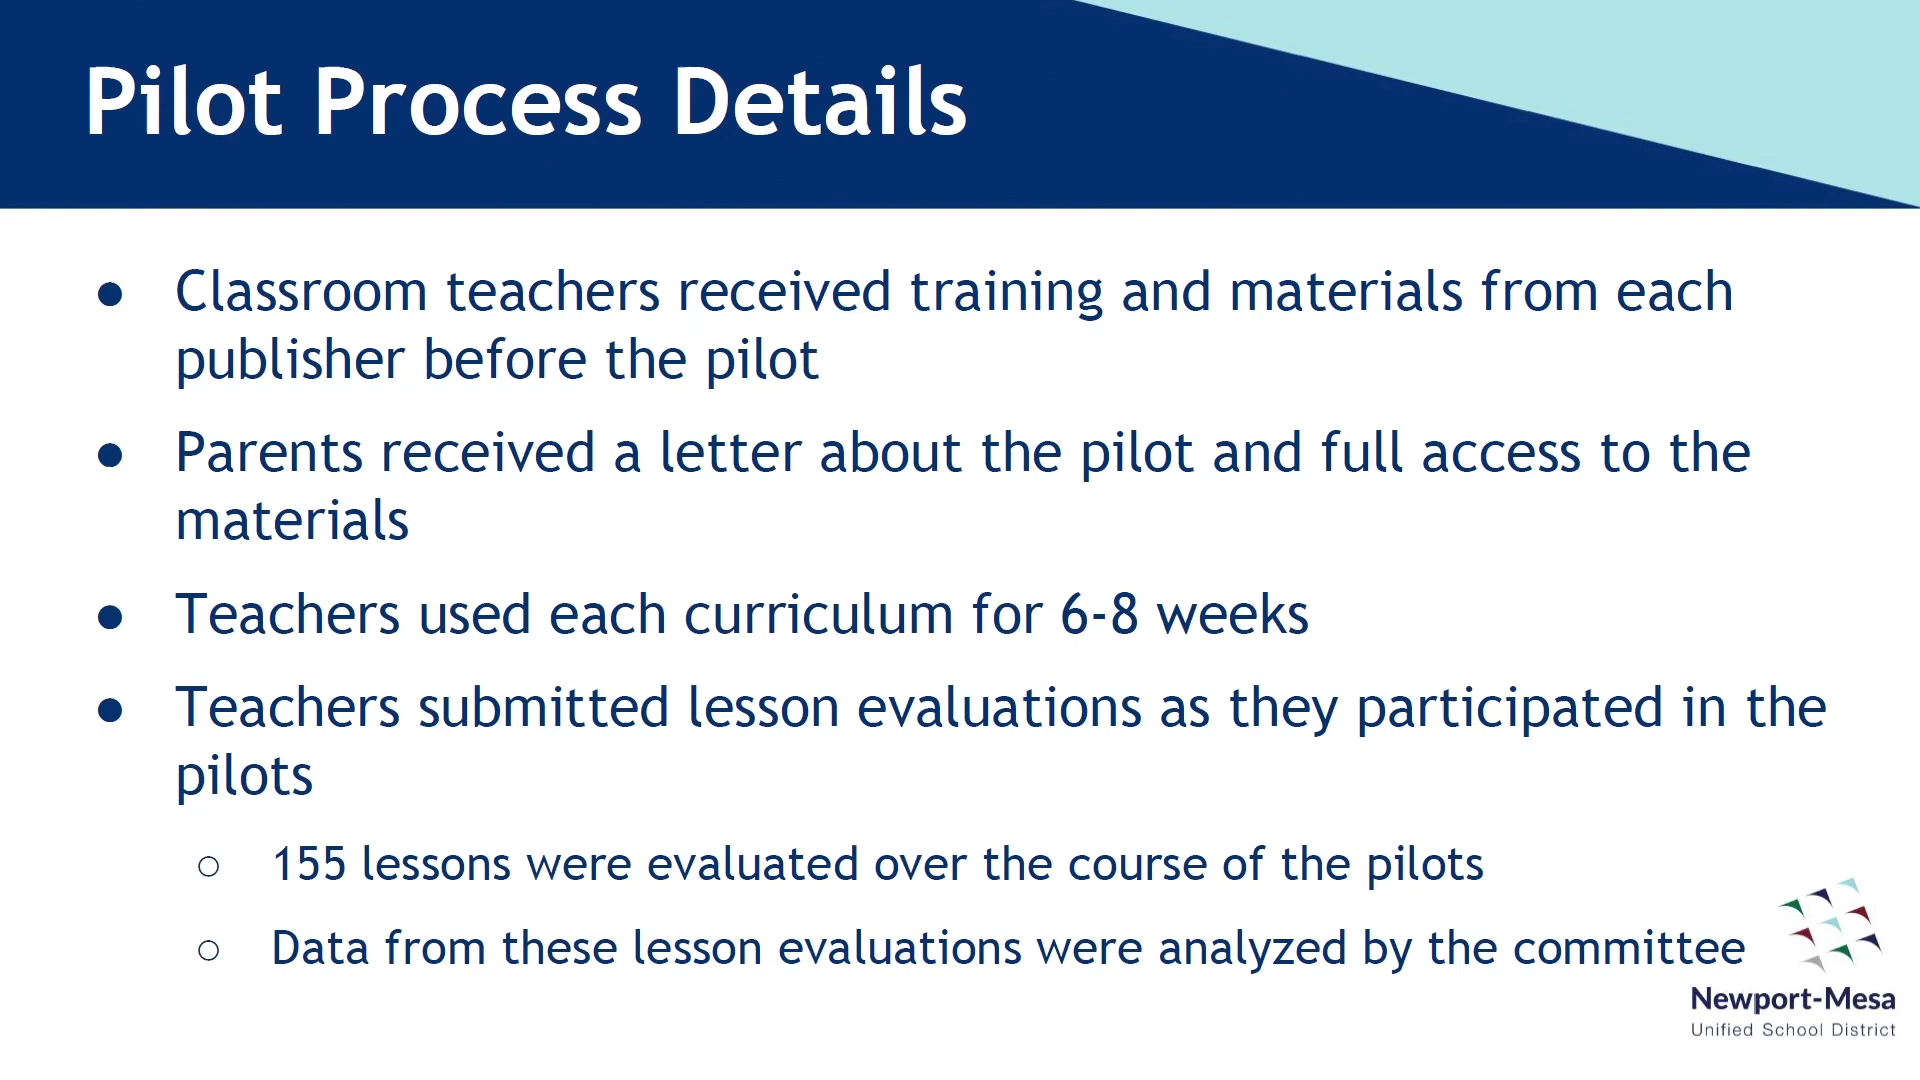 Pilot Process Details
● Classroom teachers received training and materials from each
publisher before the pilot
● Parents received a letter about the pilot and full access to the
materials
● Teachers used each curriculum for 6-8 weeks
● Teachers submitted lesson evaluations as they participated in the
pilots
○ 155 lessons were evaluated over the course of the pilots
○ Data from these lesson evaluations were analyzed by the committee
Newport-Mesa
Unified School District